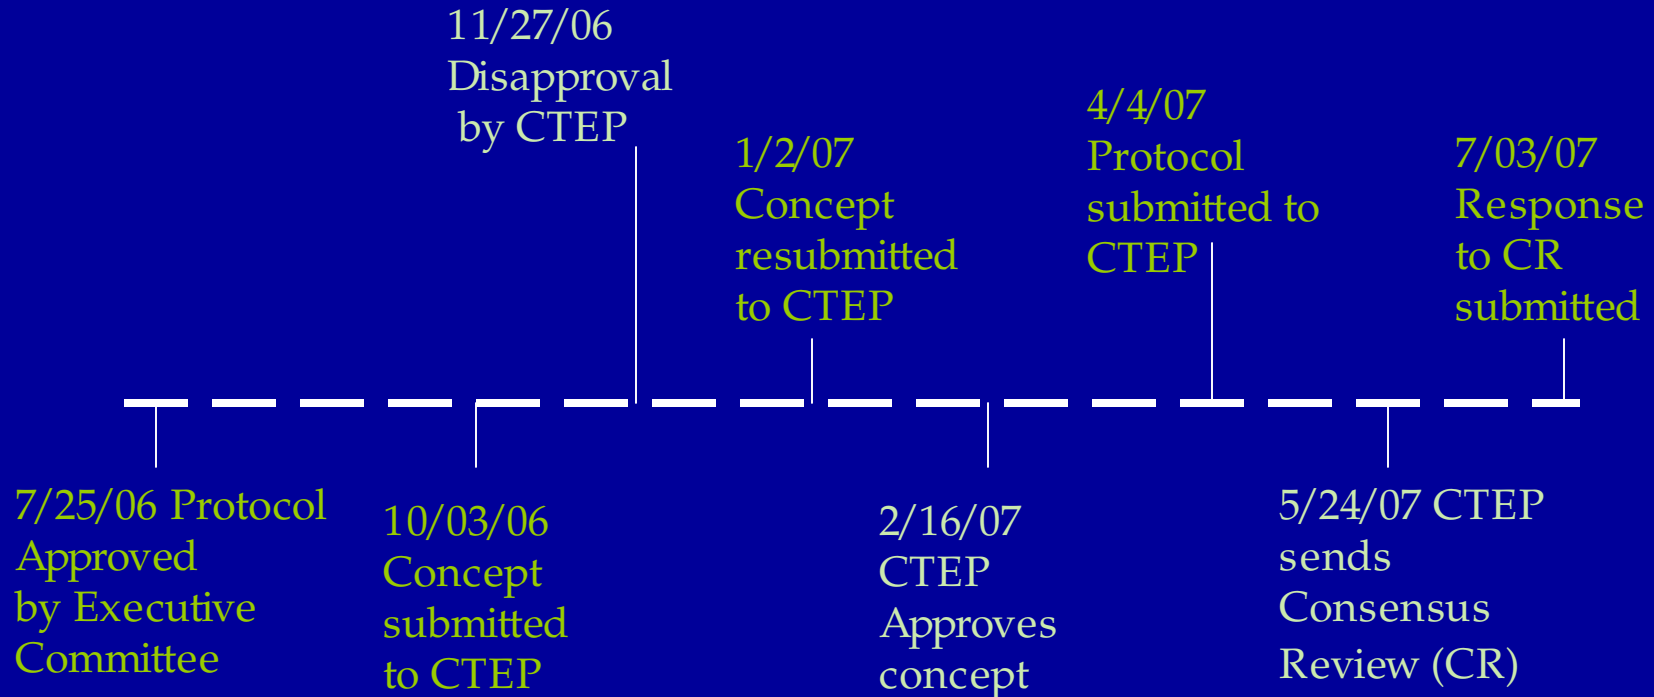 11/27/06
Disapproval
by CTEP
1/2/07
Concept
resubmitted
to CTEP
4/4/07
Protocol
submitted to
CTEP
7/03/07
Response
to CR
submitted
7/25/06 Protocol
Approved
by Executive
Committee
10/03/06
Concept
submitted
to CTEP
2/16/07
CTEP
Approves
concept
5/24/07 CTEP
sends
Consensus
Review (CR)